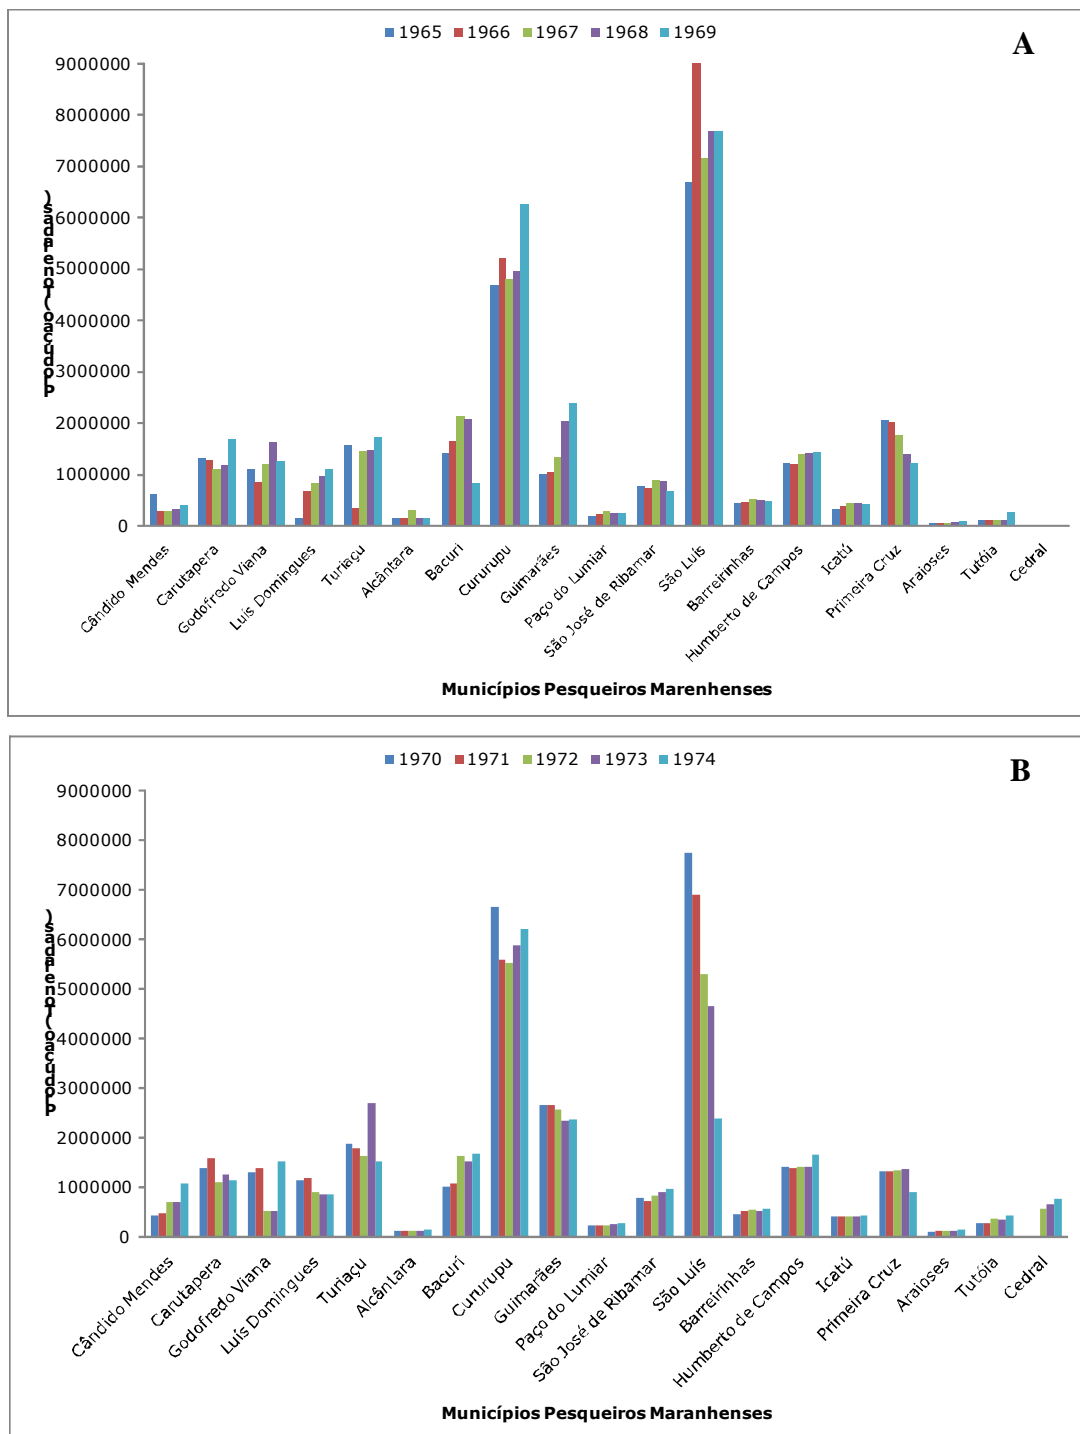 A
1965 1966 1967 1968 1969
9000000
8000000
7000000
6000000
5000000
4000000
3000000
2000000
1000000
0
Produção(Toneladas)
Cândido Mendes
Carutapera
Godofredo Viana
Luís Domingues
Turiaçu
Alcântara
Bacuri
Cururupu
Guimarães
Paço do Lumiar
São José de Ribamar
São Luís
Barreirinhas
Humberto de Campos
Icatú
Primeira Cruz
Araioses
Tutóia
Cedral
Municípios Pesqueiros Marenhenses
B
1970 1971 1972 1973 1974
9000000
8000000
7000000
6000000
5000000
4000000
3000000
2000000
1000000
0
Produção(Toneladas)
Cândido Mendes
Carutapera
Godofredo Viana
Luís Domingues
Turiaçu
Alcântara
Bacuri
Cururupu
Guimarães
Paço do Lumiar
São José de Ribamar
São Luís
Barreirinhas
Humberto de Campos
Icatú
Primeira Cruz
Araioses
Tutóia
Cedral
Municípios Pesqueiros Maranhenses